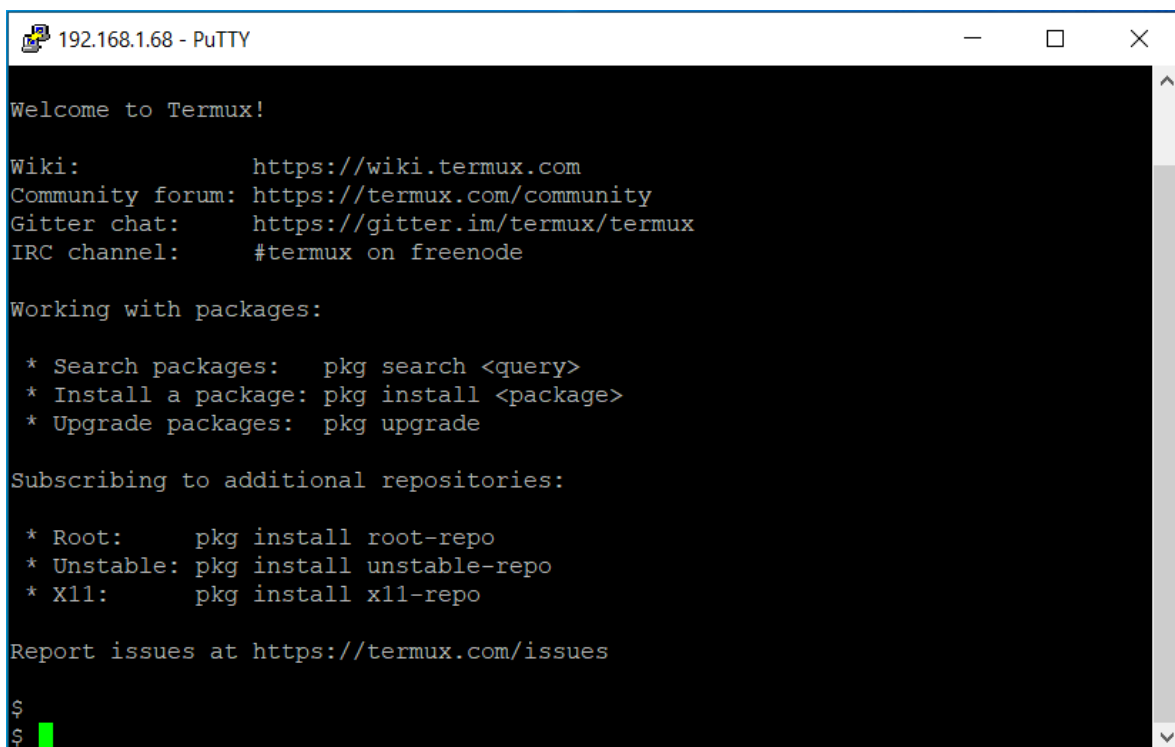 192.168.1.68 - PuTTY
Welcome to Termux!
Wiki: https://wiki.termux.com
Community forum: https://termux.com/community
Gitter chat: https://gitter.im/termux/termux
IRC channel: #termux on freenode
Working with packages:
* Search packages: pkg search <query>
* Install a package: pkg install <package>
* Upgrade packages: pkg upgrade
Subscribing to additional repositories:
* Root: pkg install root-repo
* Unstable: pkg install unstable-repo
* X11: pkg install x11-repo
Report issues at https://termux.com/issues
$
$